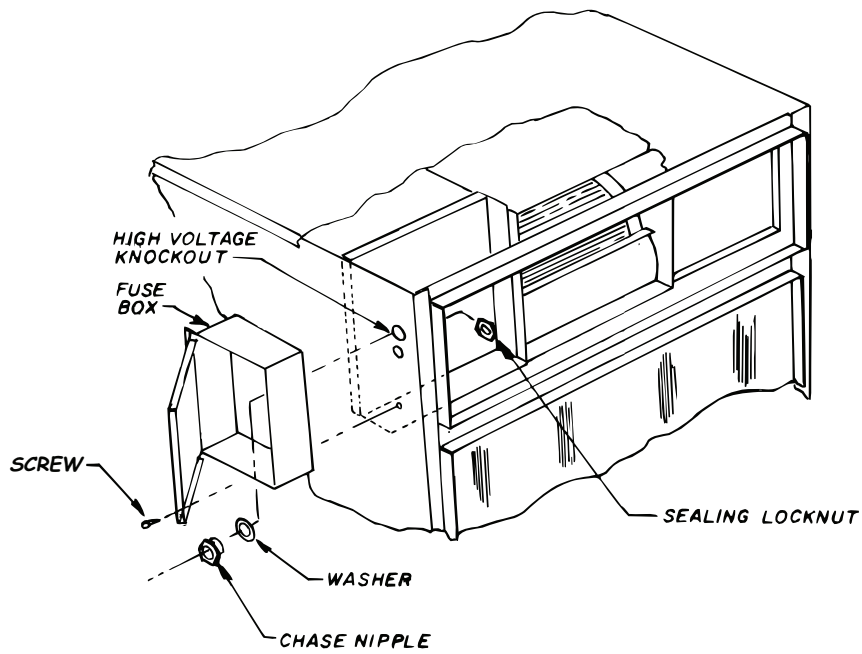 HIGH VOLTAGE
KNOCKOUT
FUSE
BOX
SCREW
SEALING LOCKNUT
WASHER
CHASE NIPPLE